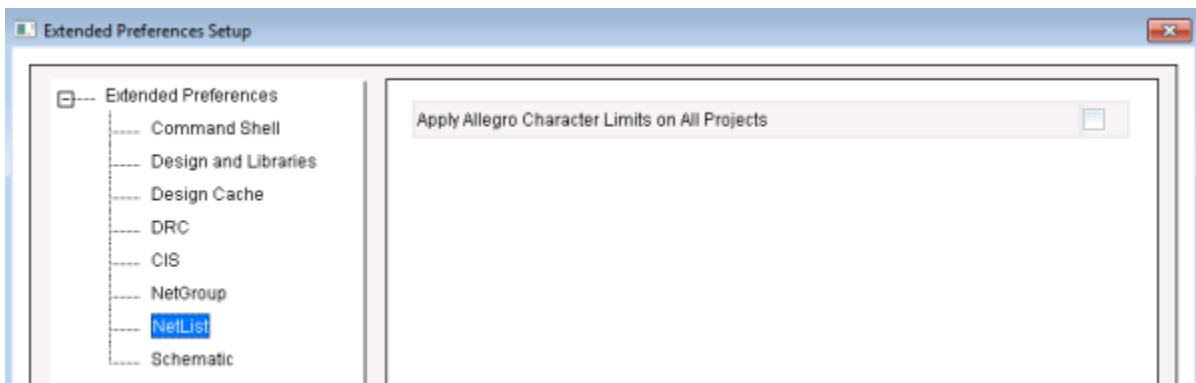 Extended Preferences Setup
Extended Preferences
Command Shell
Design and Libraries
Design Cache
DRC
CIS
NetGroup
NetList
Schematic
Apply Allegro Character Limits on All Projects